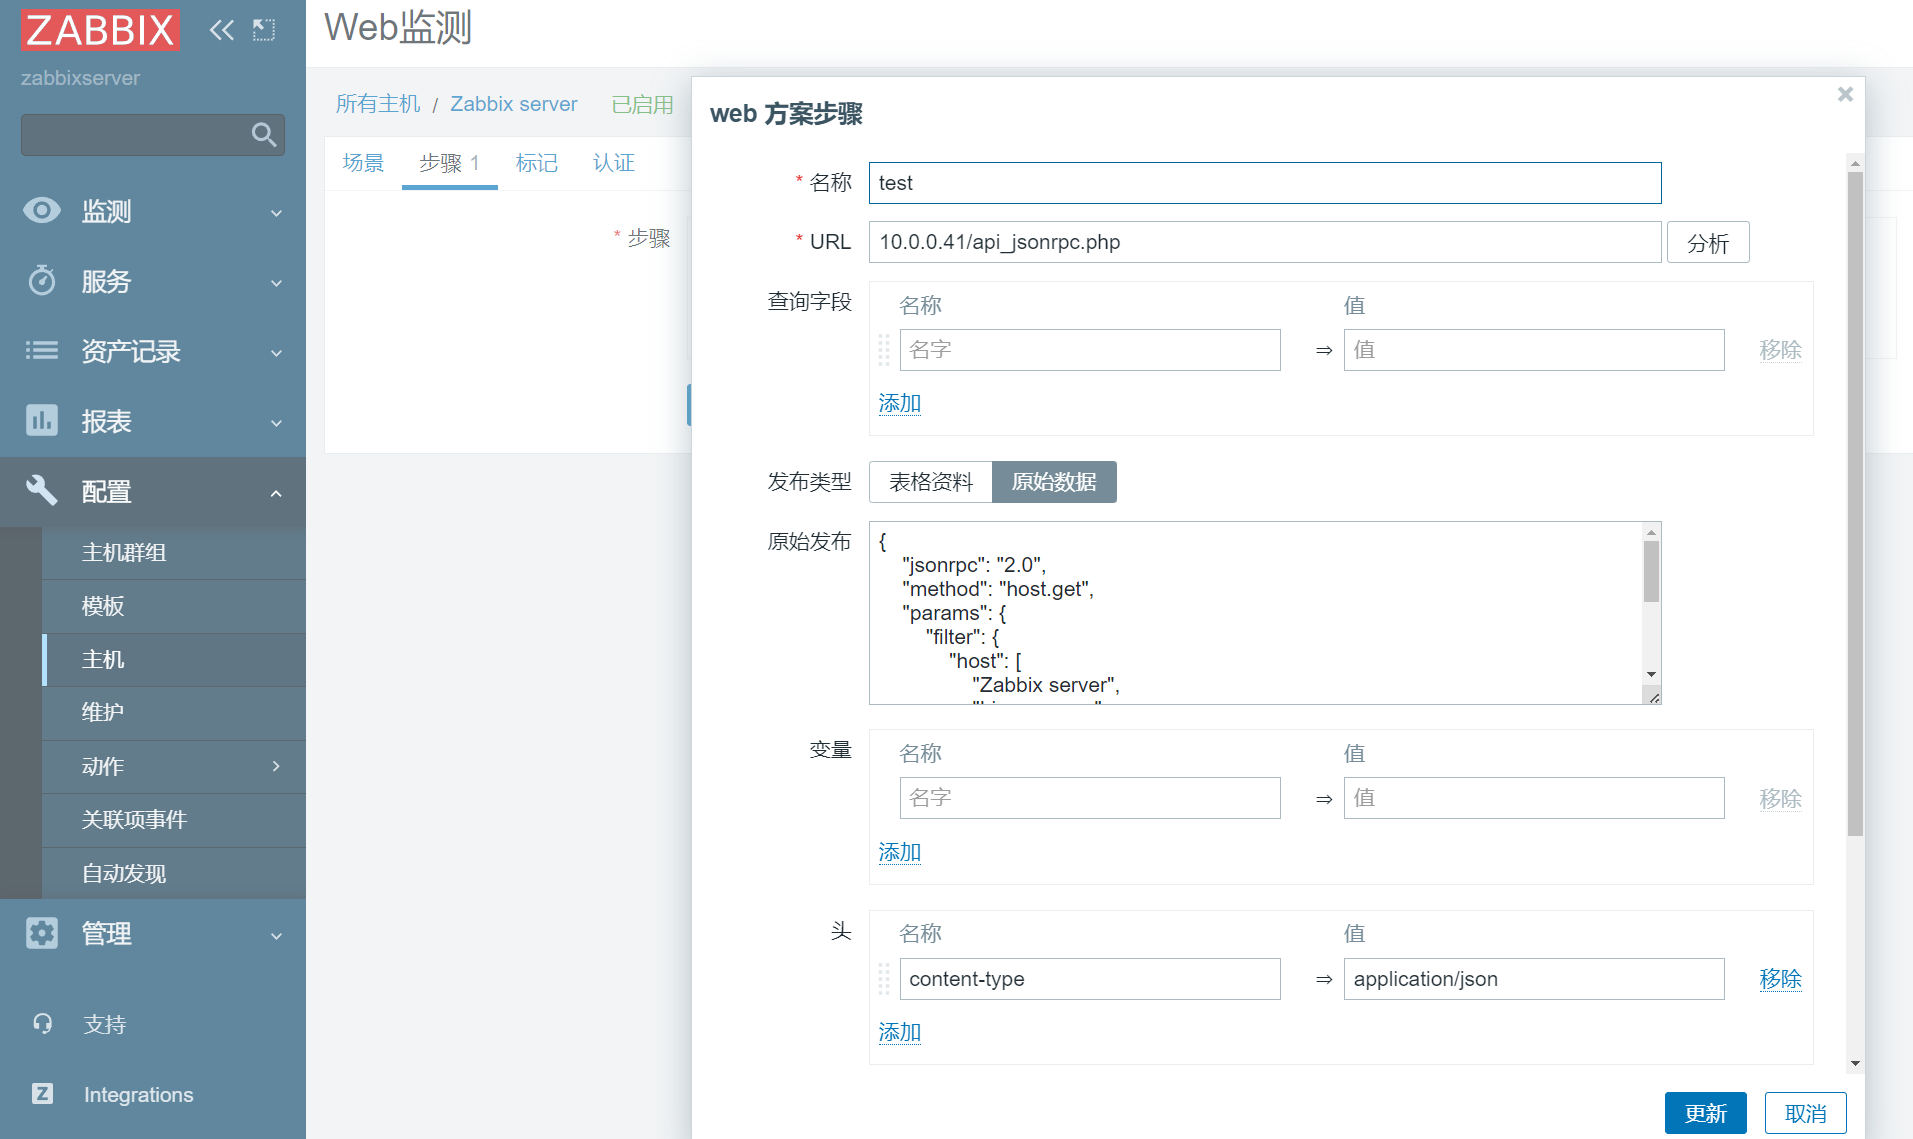 ZABBIX
zabbixserver
监测
服务
资产记录
报表
配置
主机群组
模板
主机
维护
动作
关联项事件
自动发现
管理
支持
Z Integrations
Web监测
所有主机 / Zabbix server 已启用
场景 步骤 1 标记 认证
* 步骤
web 方案步骤
* 名称 test
* URL 10.0.0.41/api_jsonrpc.php 分析
查询字段 名称 值
名字 ⇒ 值 移除
添加
发布类型 表格资料 原始数据
原始发布 {
"jsonrpc": "2.0",
"method": "host.get",
"params": {
"filter": {
"host": [
"Zabbix server",
变量 名称 值
名字 ⇒ 值 移除
添加
头 名称 值
content-type ⇒ application/json 移除
添加
更新 取消